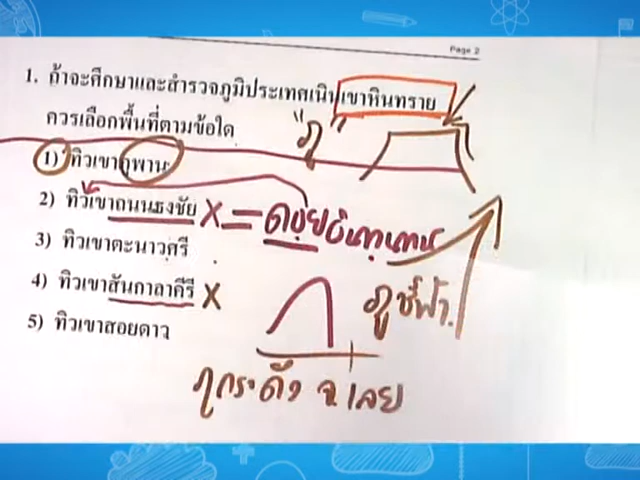 Page 2
1. ถ้าจะศึกษาและสำรวจภูมิประเทศเนินเขาหินทราย
ควรเลือกพื้นที่ตามข้อใด
"ภู"
1) ทิวเขาภูพาน
2) ทิวเขาถนนธงชัย X = ดอยอินทนนท์
3) ทิวเขาตะนาวศรี
4) ทิวเขาสันกาลาคีรี X
ภูชี้ฟ้า
5) ทิวเขาสอยดาว
ภูกระดึง จ.เลย